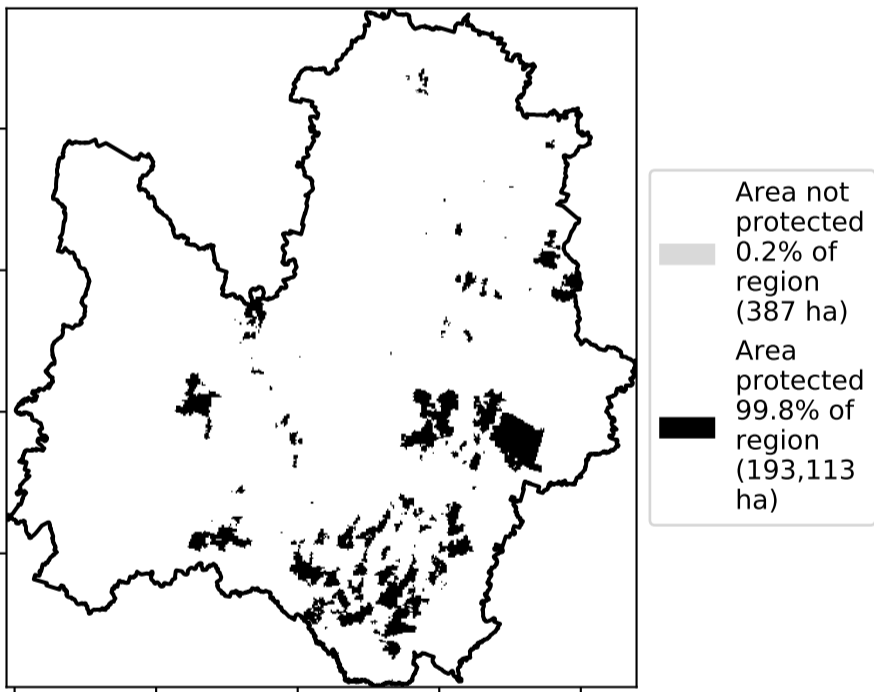 Area not
protected
0.2% of
region
(387 ha)
Area
protected
99.8% of
region
(193,113
ha)